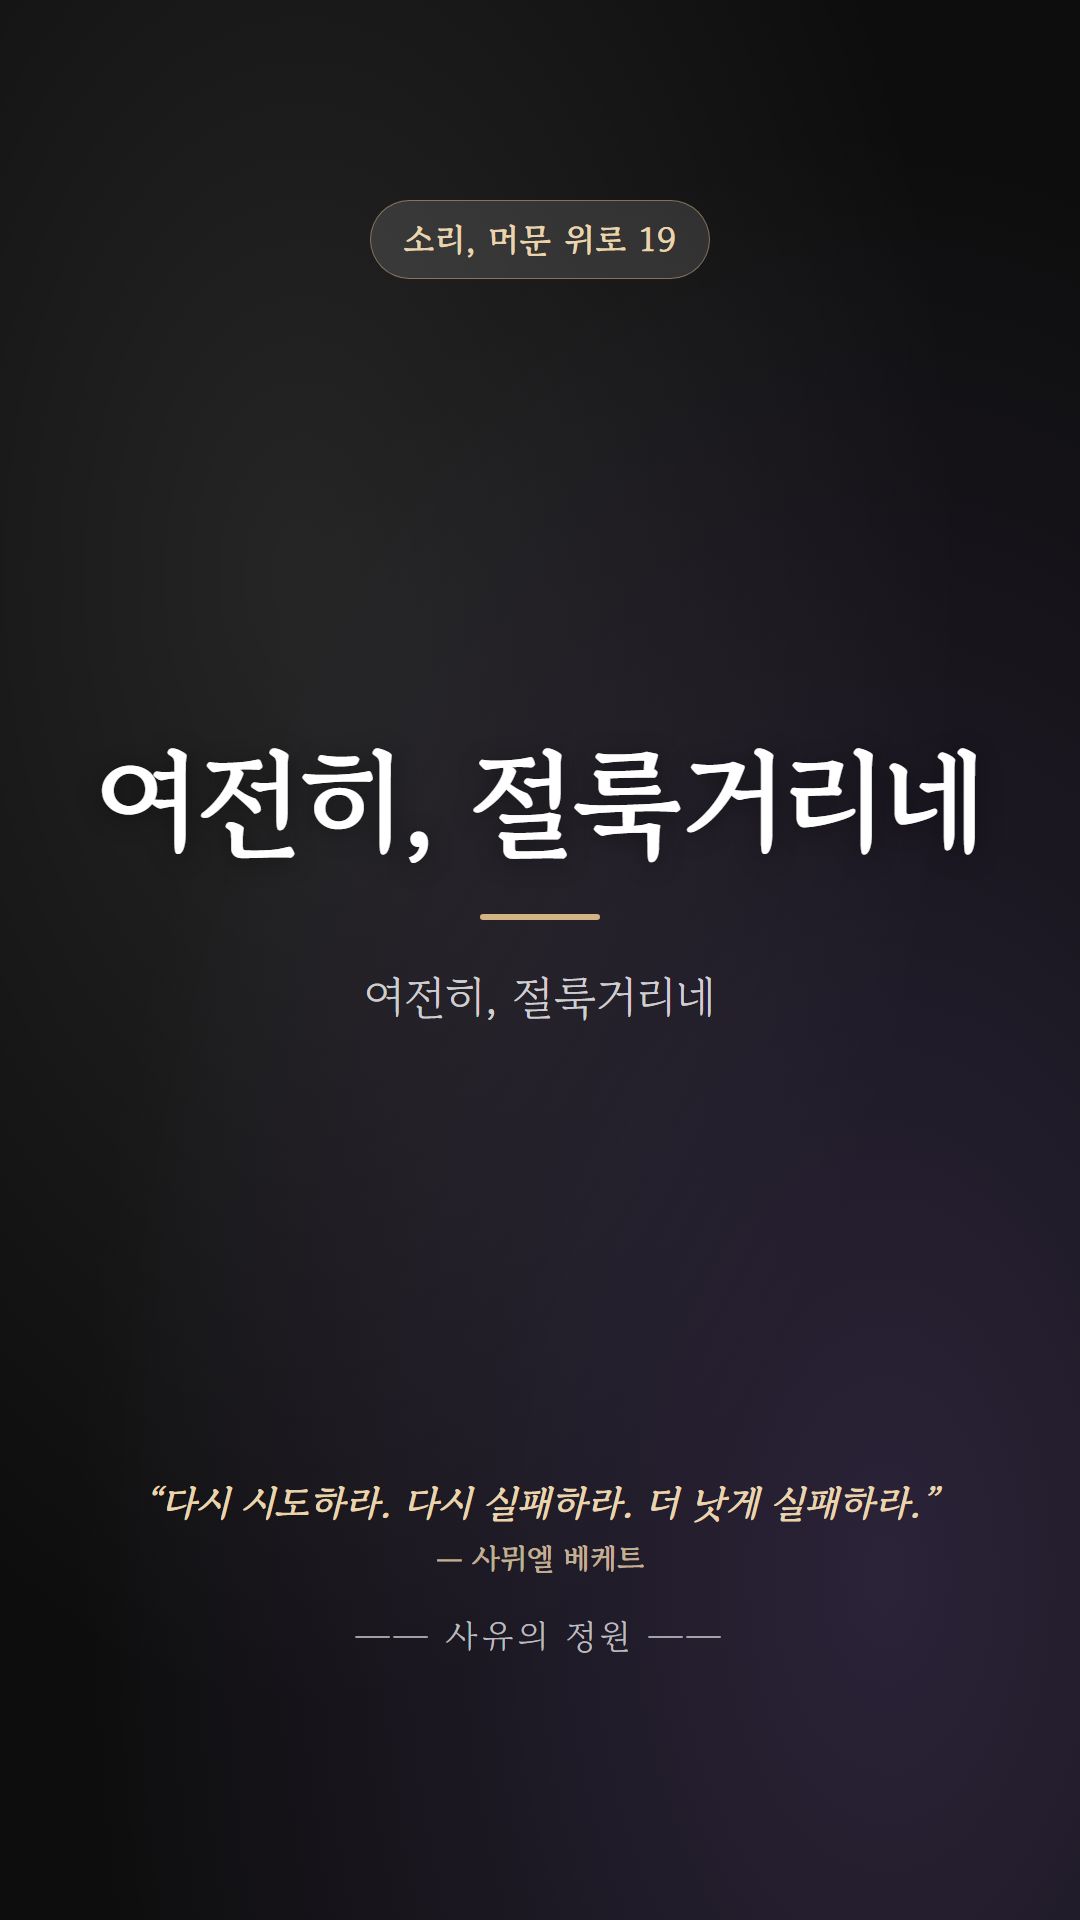 소리, 머문 위로 19
여전히, 절룩거리네
여전히, 절룩거리네
“다시 시도하라. 다시 실패하라. 더 낫게 실패하라.”
— 사뮈엘 베케트
—— 사유의 정원 ——